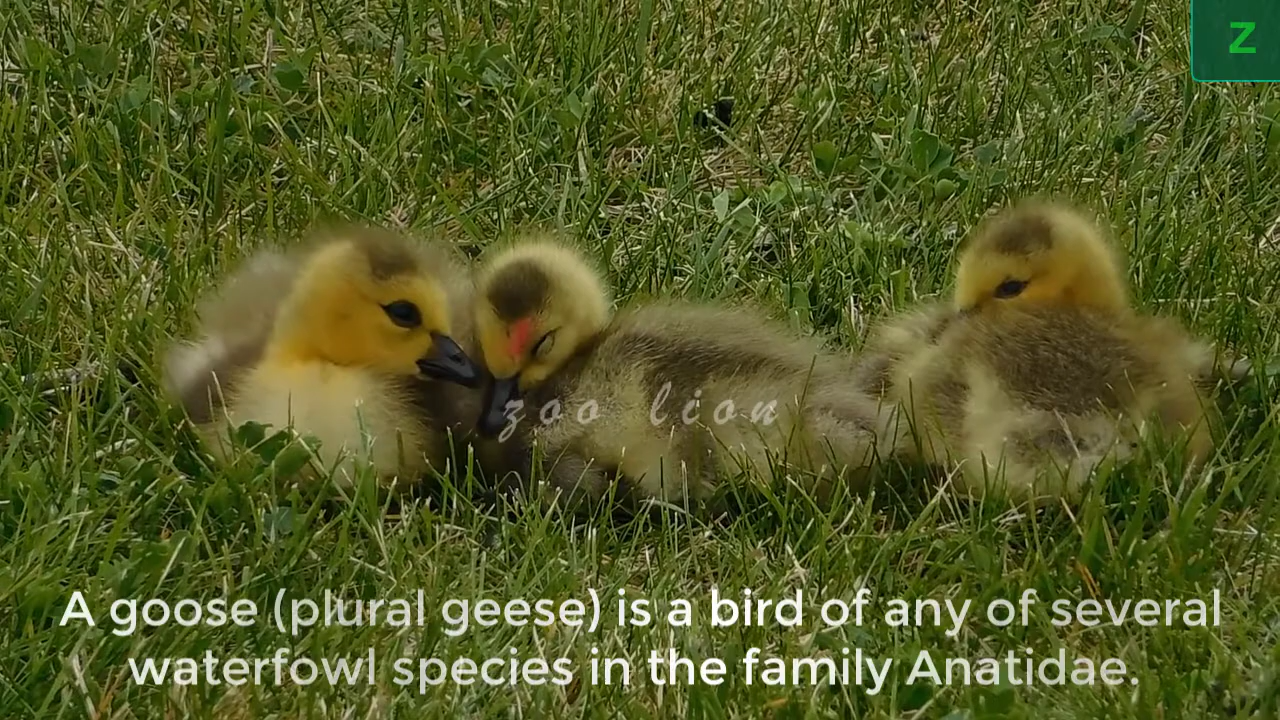 Z
zoo lion
A goose (plural geese) is a bird of any of several
waterfowl species in the family Anatidae.